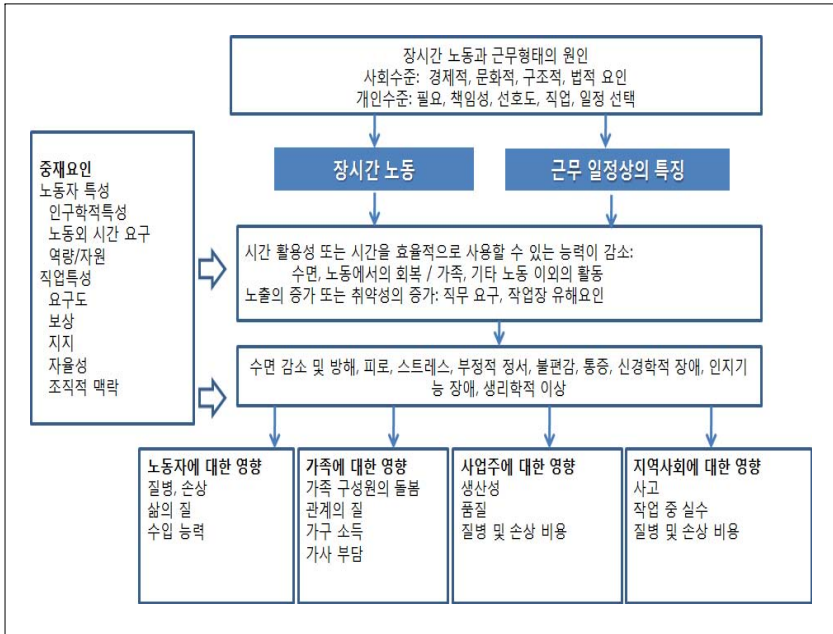 장시간 노동과 근무형태의 원인
사회수준: 경제적, 문화적, 구조적, 법적 요인
개인수준: 필요, 책임성, 선호도, 직업, 일정 선택
장시간 노동
근무 일정상의 특징
중재요인
노동자 특성
인구학적특성
노동외 시간 요구
역량/자원
직업특성
요구도
보상
지지
자율성
조직적 맥락
시간 활용성 또는 시간을 효율적으로 사용할 수 있는 능력이 감소:
수면, 노동에서의 회복 / 가족, 기타 노동 이외의 활동
노출의 증가 또는 취약성의 증가: 직무 요구, 작업장 유해요인
수면 감소 및 방해, 피로, 스트레스, 부정적 정서, 불편감, 통증, 신경학적 장애, 인지기
능 장애, 생리학적 이상
노동자에 대한 영향
질병, 손상
삶의 질
수입 능력
가족에 대한 영향
가족 구성원의 돌봄
관계의 질
가구 소득
가사 부담
사업주에 대한 영향
생산성
품질
질병 및 손상 비용
지역사회에 대한 영향
사고
작업 중 실수
질병 및 손상 비용